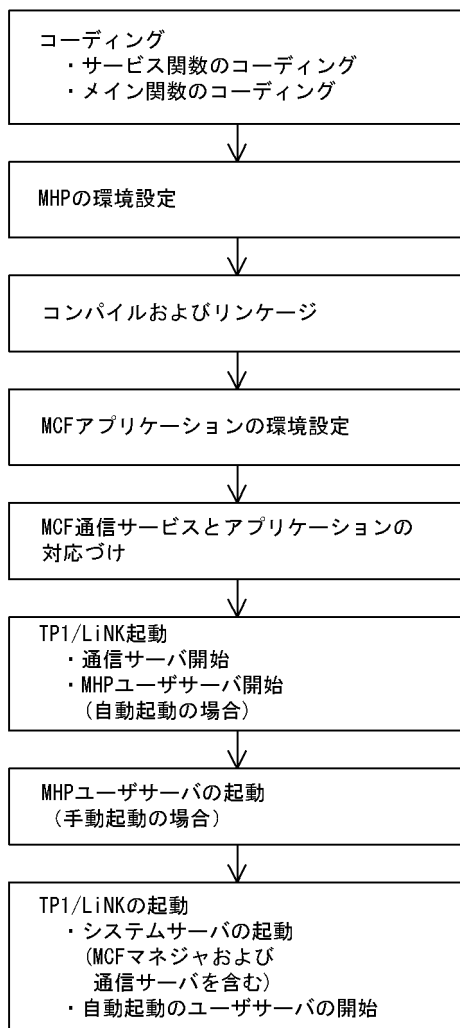 コーディング
・サービス関数のコーディング
・メイン関数のコーディング
MHPの環境設定
コンパイルおよびリンケージ
MCFアプリケーションの環境設定
MCF通信サービスとアプリケーションの
対応づけ
TP1/LiNK起動
・通信サーバ開始
・MHPユーザサーバ開始
(自動起動の場合)
MHPユーザサーバの起動
(手動起動の場合)
TP1/LiNKの起動
・システムサーバの起動
(MCFマネジャおよび
通信サーバを含む)
・自動起動のユーザサーバの開始